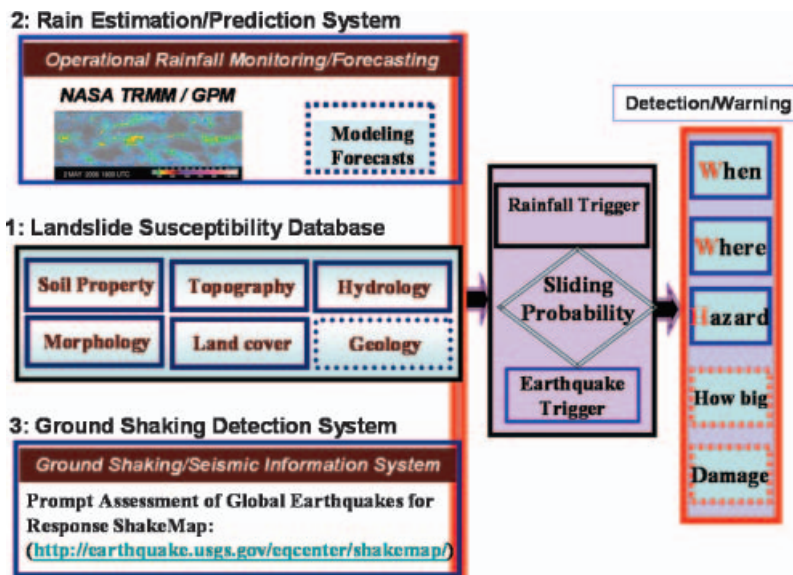 2: Rain Estimation/Prediction System
Operational Rainfall Monitoring/Forecasting
NASA TRMM / GPM
Modeling
Forecasts
1: Landslide Susceptibility Database
Soil Property
Topography
Hydrology
Morphology
Land cover
Geology
3: Ground Shaking Detection System
Ground Shaking/Seismic Information System
Prompt Assessment of Global Earthquakes for
Response ShakeMap:
(http://earthquake.usgs.gov/eqcenter/shakemap/)
Rainfall Trigger
Sliding
Probability
Earthquake
Trigger
Detection/Warning
When
Where
Hazard
How big
Damage